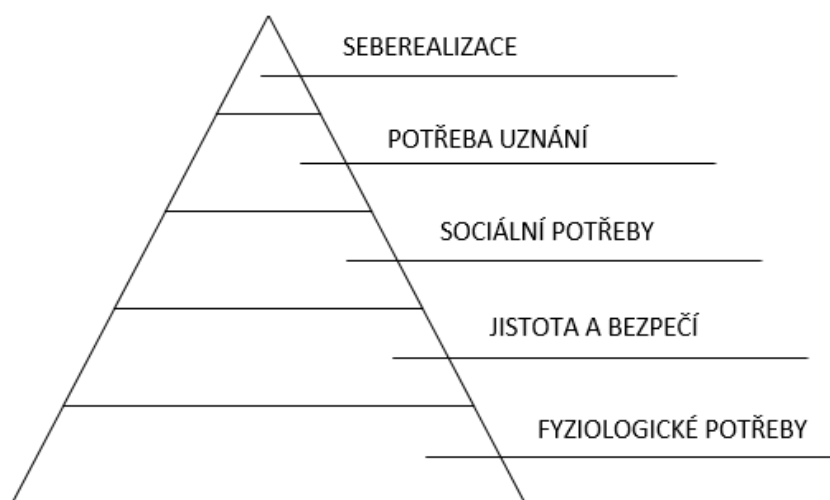 SEBEREALIZACE
POTŘEBA UZNÁNÍ
SOCIÁLNÍ POTŘEBY
JISTOTA A BEZPEČÍ
FYZIOLOGICKÉ POTŘEBY